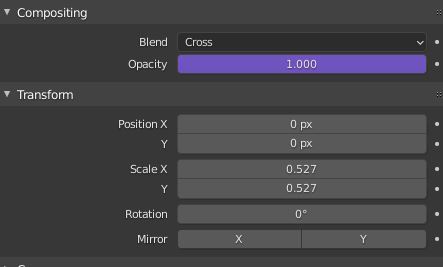 Compositing
Blend Cross
Opacity 1.000
Transform
Position X 0 px
Y 0 px
Scale X 0.527
Y 0.527
Rotation 0°
Mirror X Y